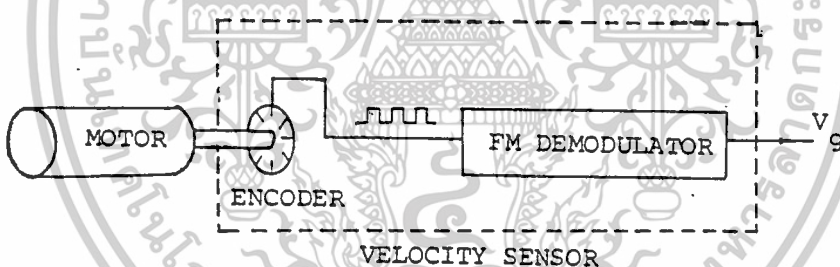 MOTOR
ENCODER
FM DEMODULATOR
V g
VELOCITY SENSOR